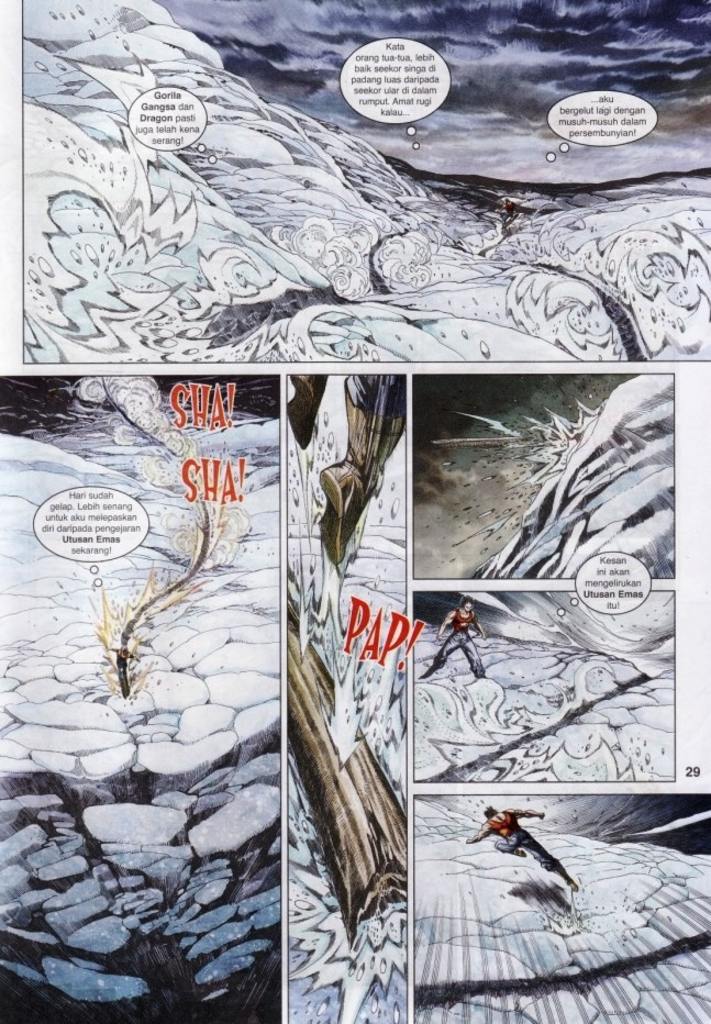 Gorila
Gangsa dan
Dragon pasti
juga telah kena
serang!
Kata
orang tua-tua, lebih
baik seekor singa di
padang luas daripada
seekor ular di dalam
rumput. Amat rugi
kalau...
...aku
bergelut lagi dengan
musuh-musuh dalam
persembunyian!
SHA!
SHA!
Hari sudah
gelap. Lebih senang
untuk aku melepaskan
diri daripada pengejaran
Utusan Emas
sekarang!
PAP!
Kesan
ini akan
mengelirukan
Utusan Emas
itu!
29